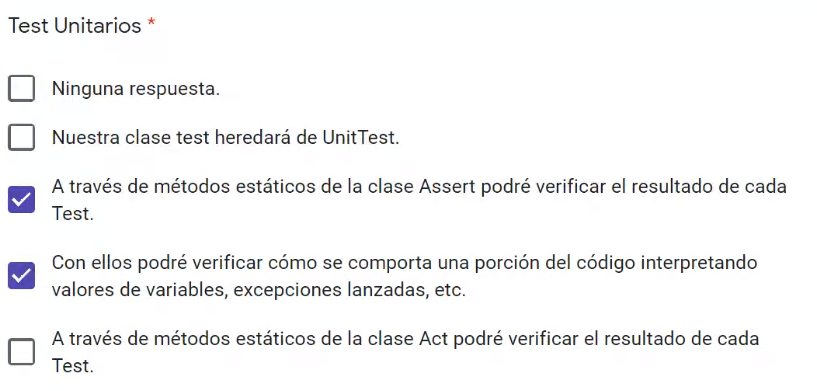 Test Unitarios *
Ninguna respuesta.
Nuestra clase test heredará de UnitTest.
A través de métodos estáticos de la clase Assert podré verificar el resultado de cada
Test.
Con ellos podré verificar cómo se comporta una porción del código interpretando
valores de variables, excepciones lanzadas, etc.
A través de métodos estáticos de la clase Act podré verificar el resultado de cada
Test.